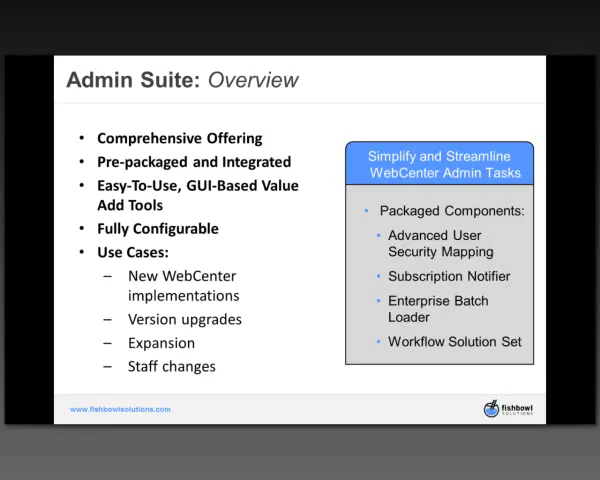 Admin Suite: Overview
• Comprehensive Offering
• Pre-packaged and Integrated
• Easy-To-Use, GUI-Based Value
Add Tools
• Fully Configurable
• Use Cases:
– New WebCenter
implementations
– Version upgrades
– Expansion
– Staff changes
Simplify and Streamline
WebCenter Admin Tasks
• Packaged Components:
• Advanced User
Security Mapping
• Subscription Notifier
• Enterprise Batch
Loader
• Workflow Solution Set
www.fishbowlsolutions.com
fishbowl
SOLUTIONS